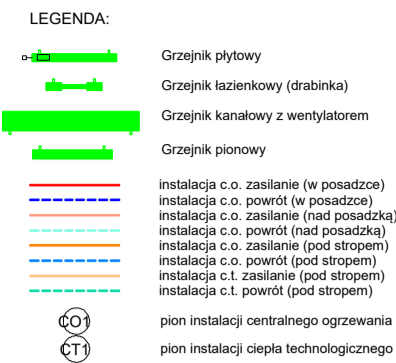 LEGENDA:
Grzejnik płytowy
Grzejnik łazienkowy (drabinka)
Grzejnik kanałowy z wentylatorem
Grzejnik pionowy
instalacja c.o. zasilanie (w posadzce)
instalacja c.o. powrót (w posadzce)
instalacja c.o. zasilanie (nad posadzką)
instalacja c.o. powrót (nad posadzką)
instalacja c.o. zasilanie (pod stropem)
instalacja c.o. powrót (pod stropem)
instalacja c.t. zasilanie (pod stropem)
instalacja c.t. powrót (pod stropem)
CO1 pion instalacji centralnego ogrzewania
CT1 pion instalacji ciepła technologicznego